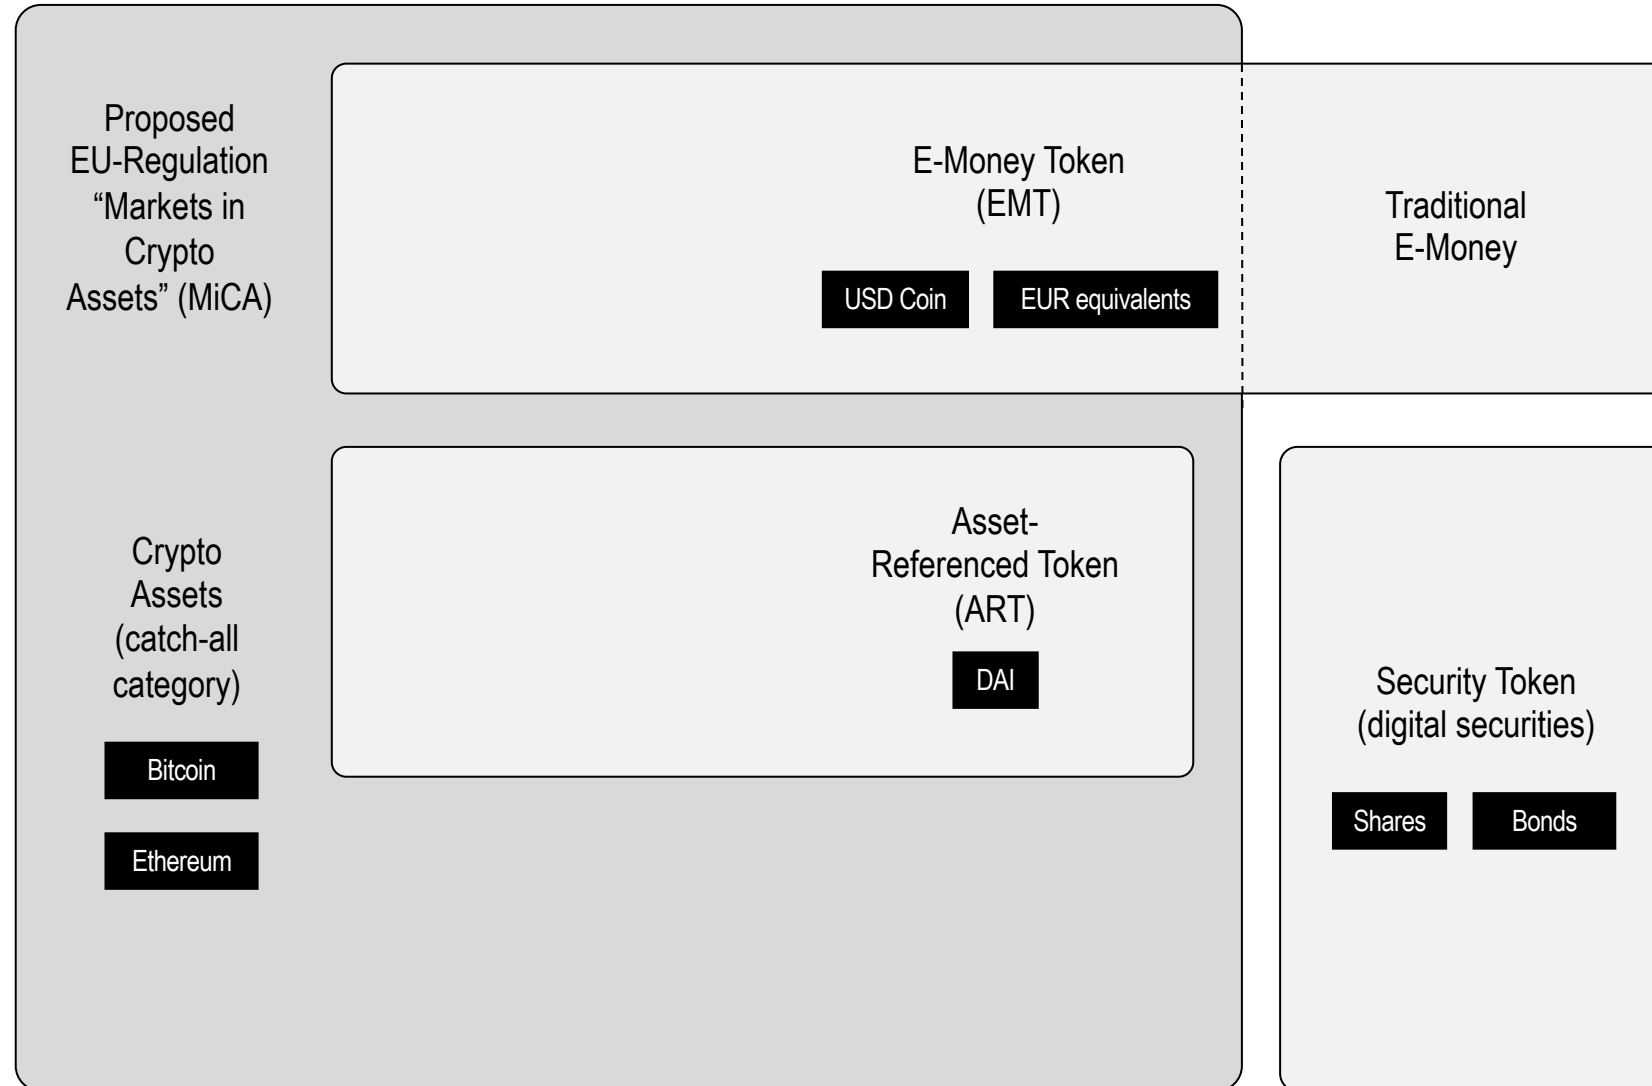 Proposed
EU-Regulation
“Markets in
Crypto
Assets” (MiCA)
E-Money Token
(EMT)
USD Coin
EUR equivalents
Traditional
E-Money
Crypto
Assets
(catch-all
category)
Bitcoin
Ethereum
Asset-
Referenced Token
(ART)
DAI
Security Token
(digital securities)
Shares
Bonds